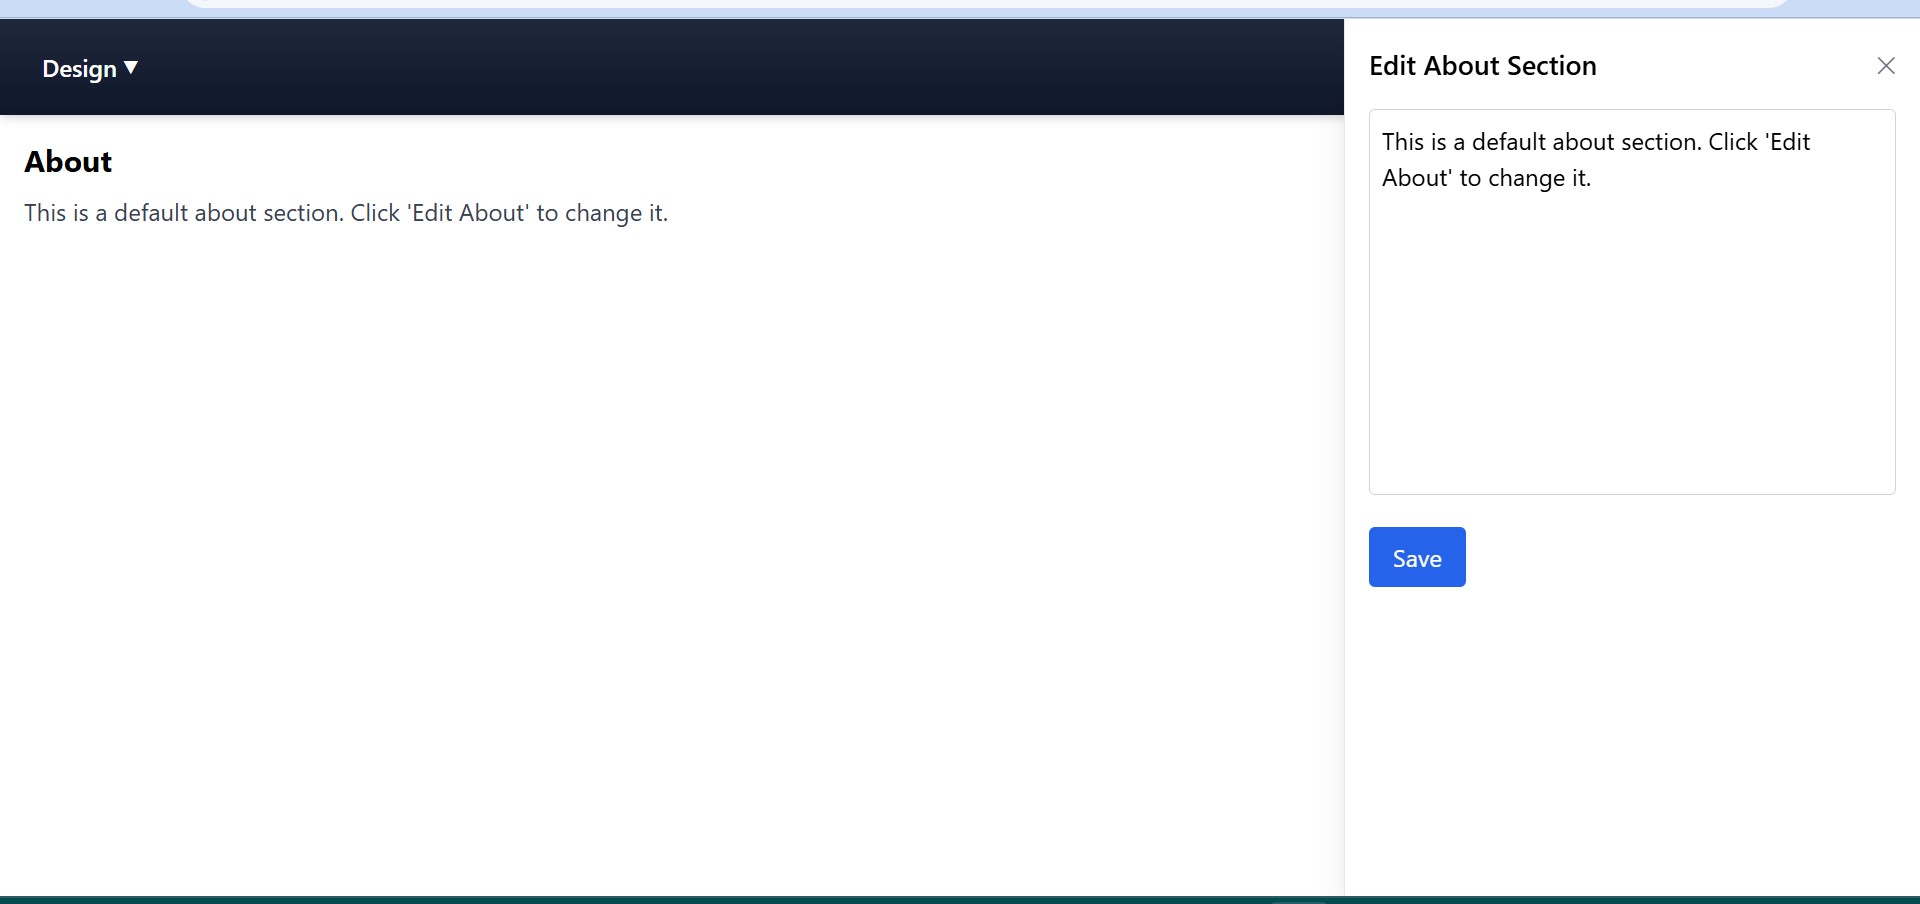 Design ▼
About
This is a default about section. Click 'Edit About' to change it.
Edit About Section
This is a default about section. Click 'Edit
About' to change it.
Save